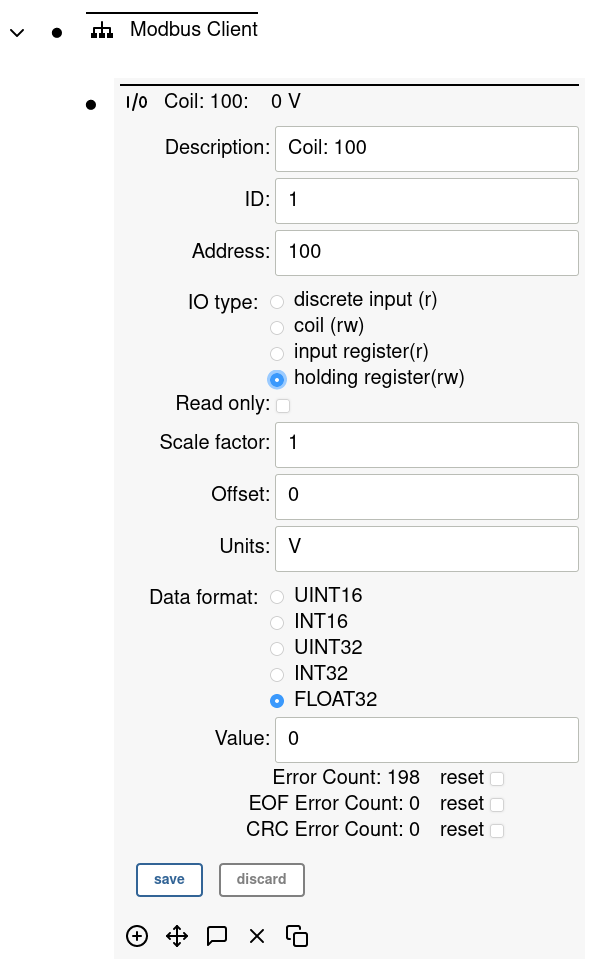 Modbus Client
I/0 Coil: 100: 0 V
Description: Coil: 100
ID: 1
Address: 100
IO type: discrete input (r)
coil (rw)
input register(r)
holding register(rw)
Read only:
Scale factor: 1
Offset: 0
Units: V
Data format: UINT16
INT16
UINT32
INT32
FLOAT32
Value: 0
Error Count: 198 reset
EOF Error Count: 0 reset
CRC Error Count: 0 reset
save discard